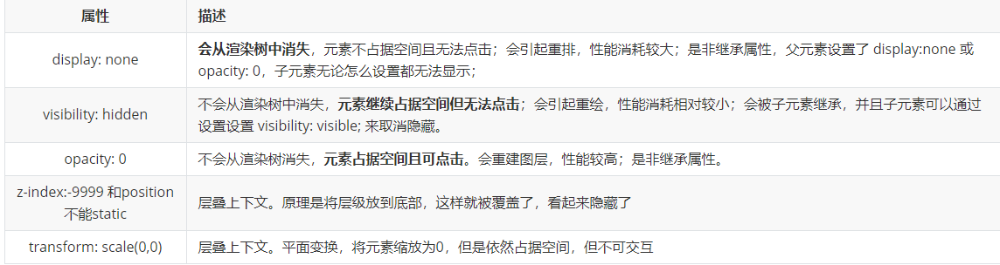 属性
描述
display: none
会从渲染树中消失，元素不占据空间且无法点击；会引起重排，性能消耗较大；是非继承属性，父元素设置了 display:none 或
opacity: 0，子元素无论怎么设置都无法显示；
visibility: hidden
不会从渲染树中消失，元素继续占据空间但无法点击；会引起重绘，性能消耗相对较小；会被子元素继承，并且子元素可以通过
设置设置 visibility: visible; 来取消隐藏。
opacity: 0
不会从渲染树消失，元素占据空间且可点击。会重建图层，性能较高；是非继承属性。
z-index:-9999 和position
不能static
层叠上下文。原理是将层级放到底部，这样就被覆盖了，看起来隐藏了
transform: scale(0,0)
层叠上下文。平面变换，将元素缩放为0，但是依然占据空间，但不可交互